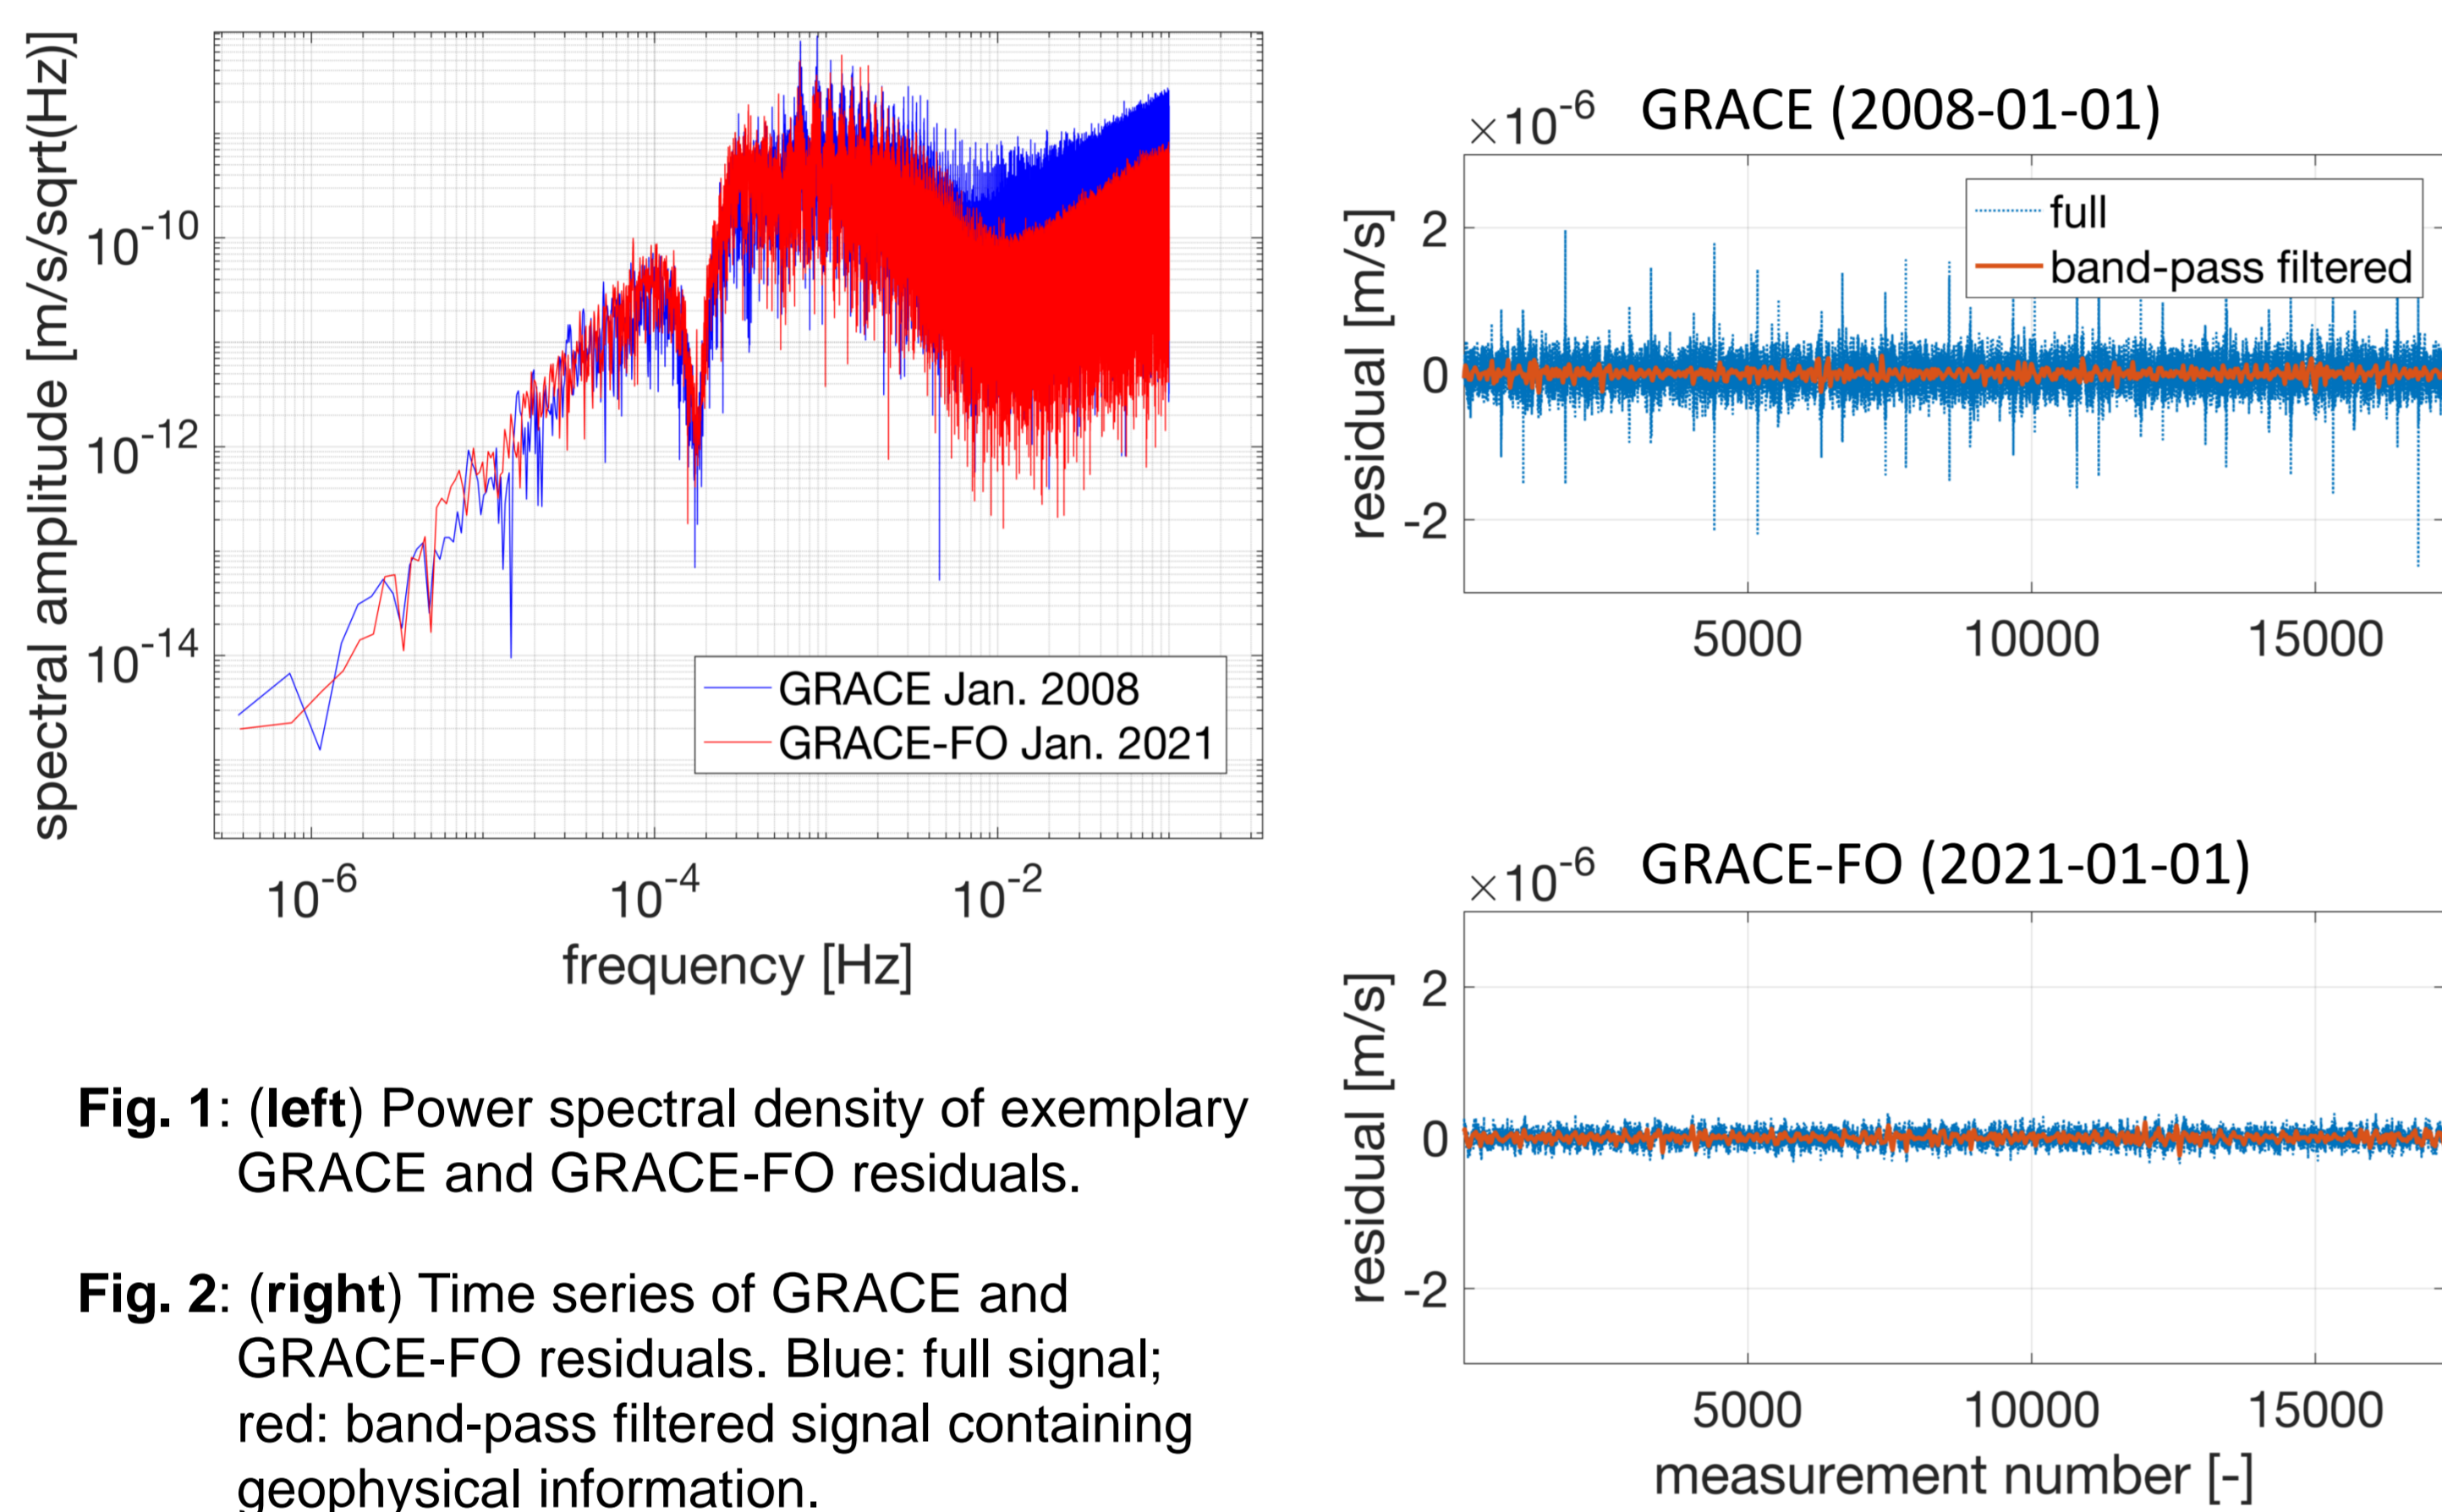 spectral amplitude [m/s/sqrt(Hz)]
10^-10
10^-12
10^-14
GRACE Jan. 2008
GRACE-FO Jan. 2021
10^-6
10^-4
10^-2
frequency [Hz]
Fig. 1: (left) Power spectral density of exemplary
GRACE and GRACE-FO residuals.
Fig. 2: (right) Time series of GRACE and
GRACE-FO residuals. Blue: full signal;
red: band-pass filtered signal containing
geophysical information.
×10^-6
GRACE (2008-01-01)
full
band-pass filtered
residual [m/s]
2
0
-2
5000
10000
15000
×10^-6
GRACE-FO (2021-01-01)
residual [m/s]
2
0
-2
5000
10000
15000
measurement number [-]